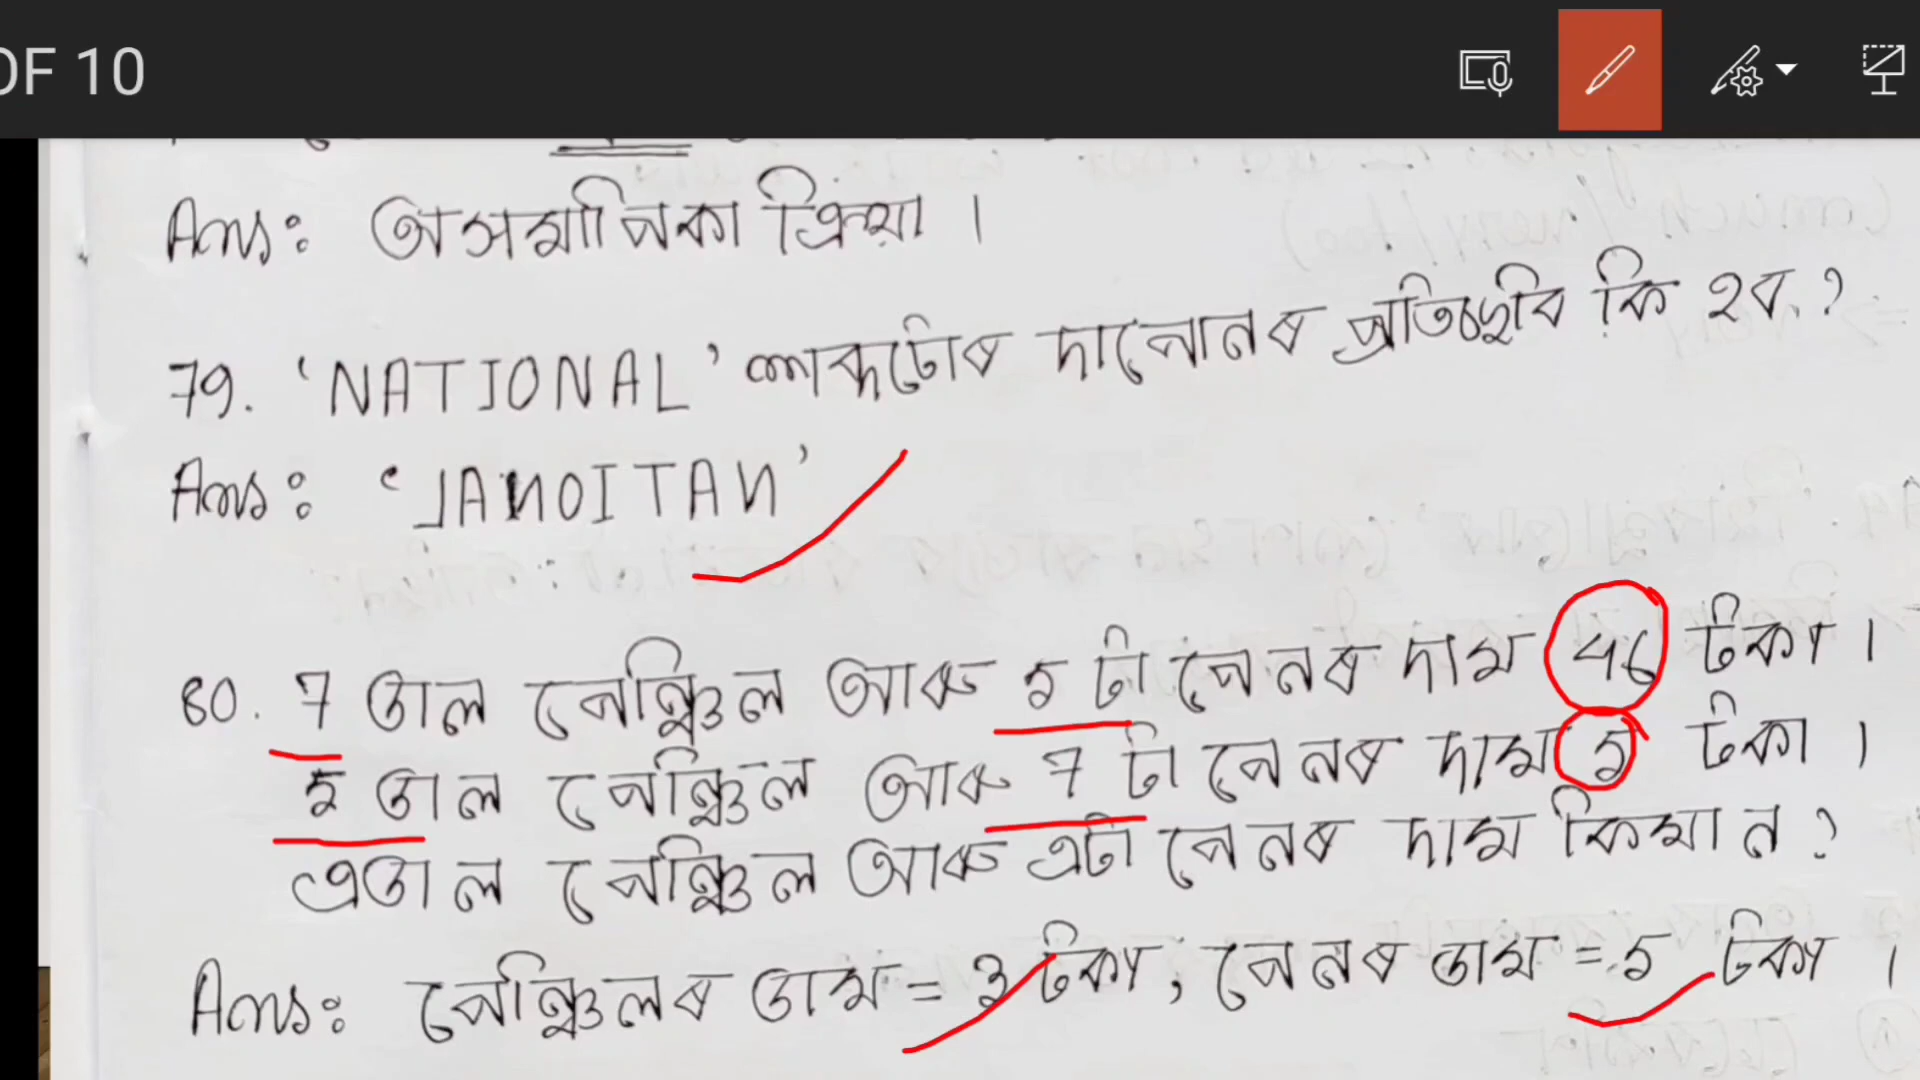 OF 10
Ans: অসমাপিকা ক্ৰিয়া।
79. 'NATIONAL' শব্দটোৰ দাপোনৰ প্ৰতিচ্ছবি কি হব?
Ans: 'JANOITAN'
80. 7 ডাল পেঞ্চিল আৰু 5 টা পেনৰ দাম 46 টকা।
5 ডাল পেঞ্চিল আৰু 7 টা পেনৰ দাম টকা।
এডাল পেঞ্চিল আৰু এটা পেনৰ দাম কিমান?
Ans: পেঞ্চিলৰ ডাম = 3 টকা, পেনৰ ডাম = 5 টকা।